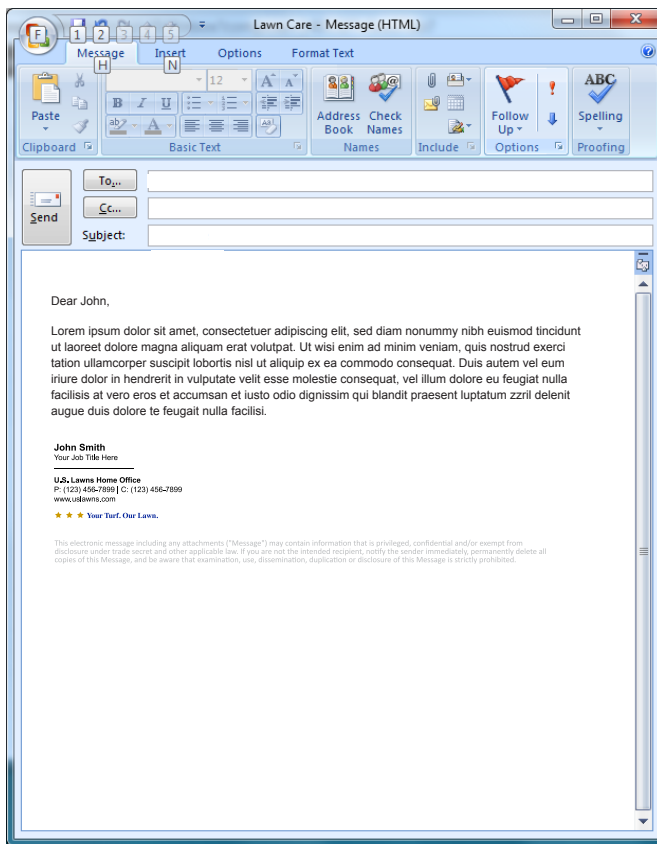 F
1 2 3 4 5
Lawn Care - Message (HTML)
Message Insert Options Format Text
H N
12 A A
Paste
B I U
ab A
Address Book
Check Names
Follow Up
ABC
Spelling
Clipboard Basic Text Names Include Options Proofing
To...
Cc...
Send
Subject:
Dear John,
Lorem ipsum dolor sit amet, consectetuer adipiscing elit, sed diam nonummy nibh euismod tincidunt
ut laoreet dolore magna aliquam erat volutpat. Ut wisi enim ad minim veniam, quis nostrud exerci
tation ullamcorper suscipit lobortis nisl ut aliquip ex ea commodo consequat. Duis autem vel eum
iriure dolor in hendrerit in vulputate velit esse molestie consequat, vel illum dolore eu feugiat nulla
facilisis at vero eros et accumsan et iusto odio dignissim qui blandit praesent luptatum zzril delenit
augue duis dolore te feugait nulla facilisi.
John Smith
Your Job Title Here
U.S. Lawns Home Office
P: (123) 456-7899 | C: (123) 456-7899
www.uslawns.com
Your Turf. Our Lawn.
This electronic message including any attachments ("Message") may contain information that is privileged, confidential and/or exempt from
disclosure under trade secret and other applicable law. If you are not the intended recipient, notify the sender immediately, permanently delete all
copies of this Message, and be aware that examination, use, dissemination, duplication or disclosure of this Message is strictly prohibited.